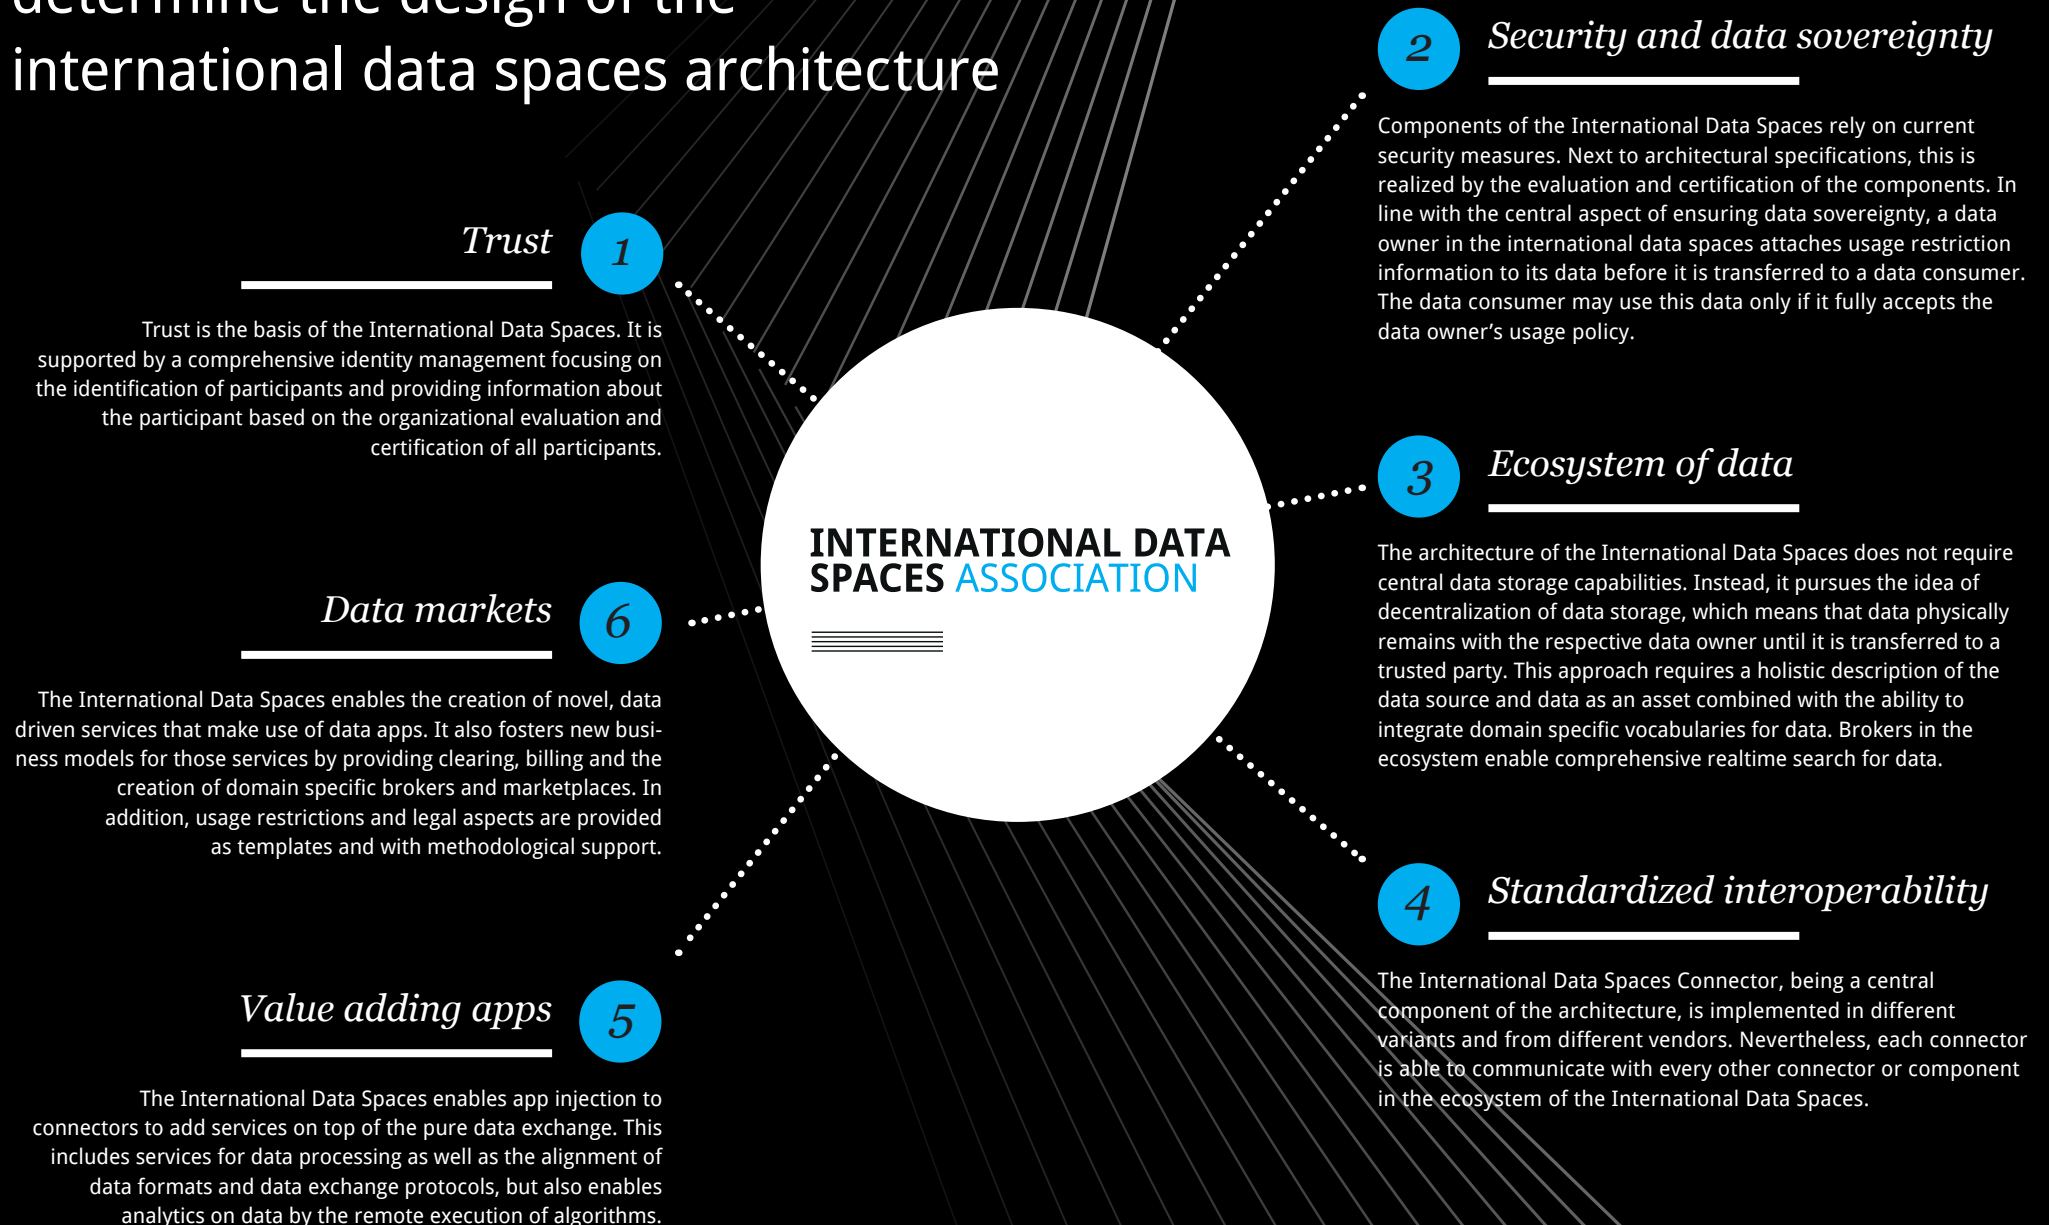 determine the design of the
international data spaces architecture
1
Trust
Trust is the basis of the International Data Spaces. It is
supported by a comprehensive identity management focusing on
the identification of participants and providing information about
the participant based on the organizational evaluation and
certification of all participants.
2
Security and data sovereignty
Components of the International Data Spaces rely on current
security measures. Next to architectural specifications, this is
realized by the evaluation and certification of the components. In
line with the central aspect of ensuring data sovereignty, a data
owner in the international data spaces attaches usage restriction
information to its data before it is transferred to a data consumer.
The data consumer may use this data only if it fully accepts the
data owner’s usage policy.
3
Ecosystem of data
The architecture of the International Data Spaces does not require
central data storage capabilities. Instead, it pursues the idea of
decentralization of data storage, which means that data physically
remains with the respective data owner until it is transferred to a
trusted party. This approach requires a holistic description of the
data source and data as an asset combined with the ability to
integrate domain specific vocabularies for data. Brokers in the
ecosystem enable comprehensive realtime search for data.
4
Standardized interoperability
The International Data Spaces Connector, being a central
component of the architecture, is implemented in different
variants and from different vendors. Nevertheless, each connector
is able to communicate with every other connector or component
in the ecosystem of the International Data Spaces.
5
Value adding apps
The International Data Spaces enables app injection to
connectors to add services on top of the pure data exchange. This
includes services for data processing as well as the alignment of
data formats and data exchange protocols, but also enables
analytics on data by the remote execution of algorithms.
6
Data markets
The International Data Spaces enables the creation of novel, data
driven services that make use of data apps. It also fosters new busi-
ness models for those services by providing clearing, billing and the
creation of domain specific brokers and marketplaces. In
addition, usage restrictions and legal aspects are provided
as templates and with methodological support.
INTERNATIONAL DATA
SPACES ASSOCIATION